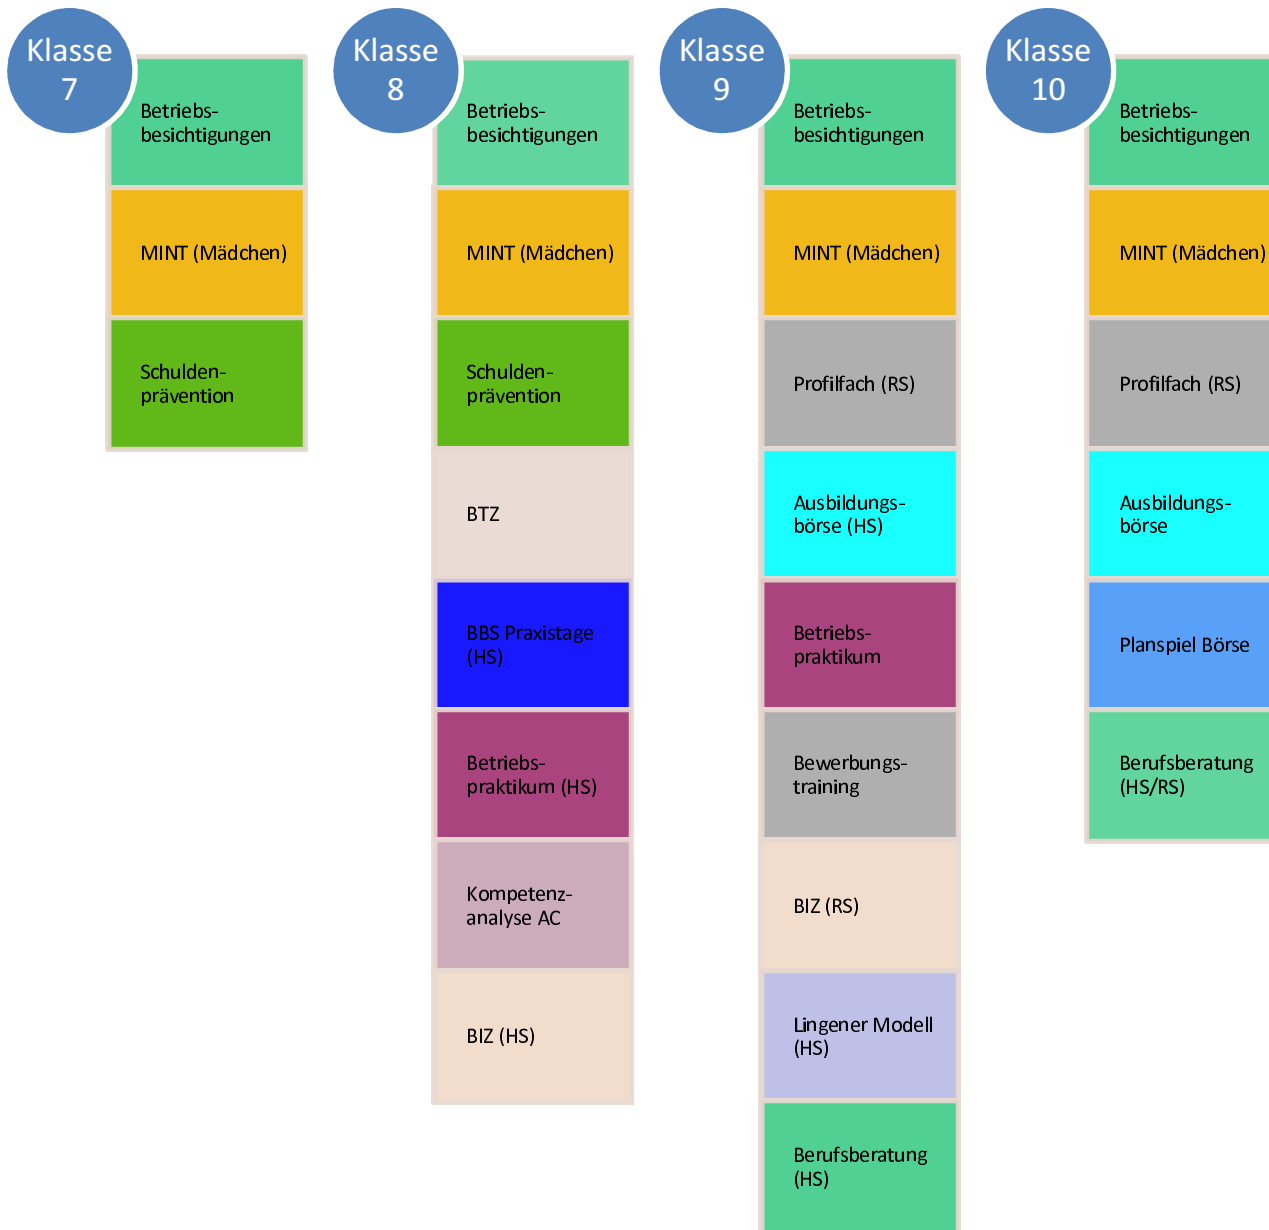 Klasse
7
Betriebs-
besichtigungen
MINT (Mädchen)
Schulden-
prävention
Klasse
8
Betriebs-
besichtigungen
MINT (Mädchen)
Schulden-
prävention
BTZ
BBS Praxistage
(HS)
Betriebs-
praktikum (HS)
Kompetenz-
analyse AC
BIZ (HS)
Klasse
9
Betriebs-
besichtigungen
MINT (Mädchen)
Profilfach (RS)
Ausbildungs-
börse (HS)
Betriebs-
praktikum
Bewerbungs-
training
BIZ (RS)
Lingener Modell
(HS)
Berufsberatung
(HS)
Klasse
10
Betriebs-
besichtigungen
MINT (Mädchen)
Profilfach (RS)
Ausbildungs-
börse
Planspiel Börse
Berufsberatung
(HS/RS)